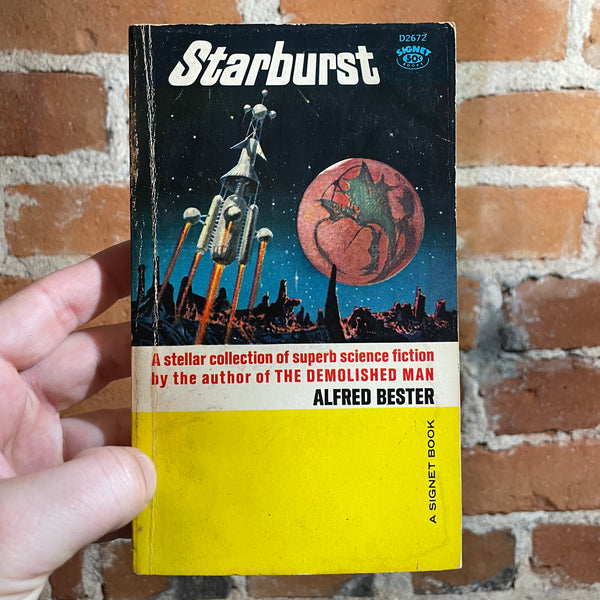 D2672
SIGNET
50¢
BOOKS
Starburst
A stellar collection of superb science fiction
by the author of THE DEMOLISHED MAN
ALFRED BESTER
A SIGNET BOOK